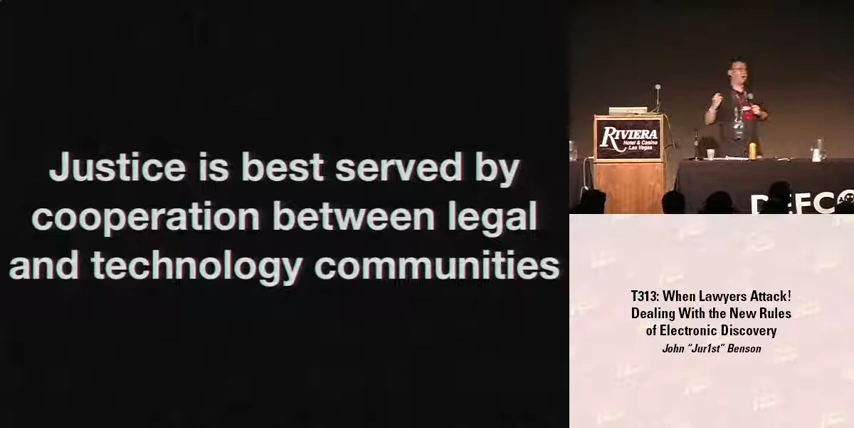 Justice is best served by
cooperation between legal
and technology communities
RIVIERA
Hotel & Casino
Las Vegas
DEFCO
T313: When Lawyers Attack!
Dealing With the New Rules
of Electronic Discovery
John "Jur1st" Benson